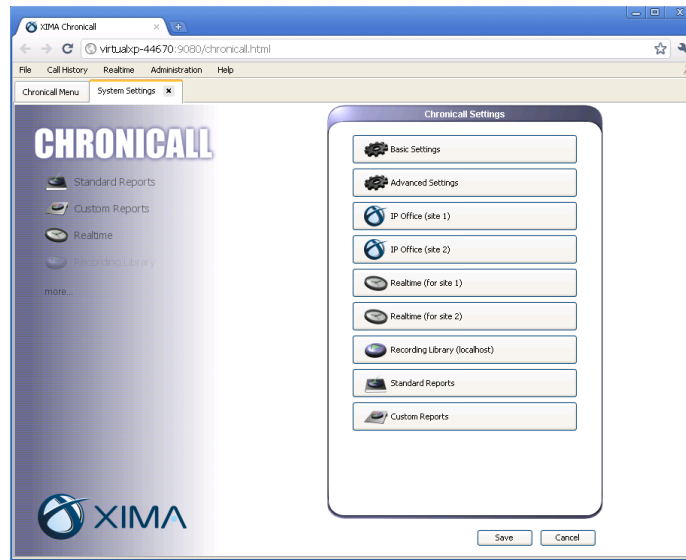 XIMA Chronicall
virtualxp-44670:9080/chronicall.html
File Call History Realtime Administration Help
Chronicall Menu System Settings
CHRONICALL
Standard Reports
Custom Reports
Realtime
Recording Library
more...
XIMA
Chronicall Settings
Basic Settings
Advanced Settings
IP Office (site 1)
IP Office (site 2)
Realtime (for site 1)
Realtime (for site 2)
Recording Library (localhost)
Standard Reports
Custom Reports
Save Cancel